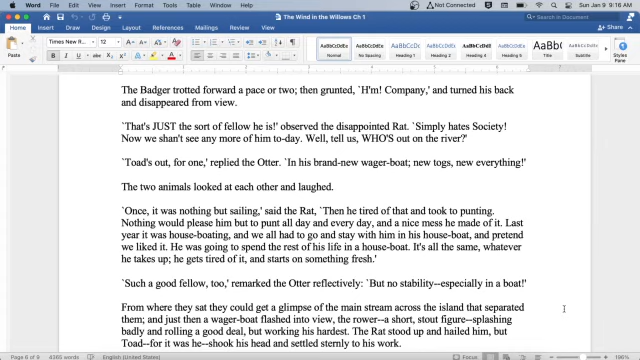 Word File Edit View Insert Format Tools Table Window Help
Not Connected
Sun Jan 9 9:16 AM
The Wind in the Willows Ch 1
Search in Document
Home Insert Draw Design Layout References Mailings Review View
Share
Paste
Times New R... 12
Normal
No Spacing
Heading 1
Heading 2
Heading 3
Heading 4
Heading 5
Title
Subtitle
Styles Pane
The Badger trotted forward a pace or two; then grunted, `H'm! Company,' and turned his back
and disappeared from view.
`That's JUST the sort of fellow he is!' observed the disappointed Rat. `Simply hates Society!
Now we shan't see any more of him to-day. Well, tell us, WHO'S out on the river?'
`Toad's out, for one,' replied the Otter. `In his brand-new wager-boat; new togs, new everything!'
The two animals looked at each other and laughed.
`Once, it was nothing but sailing,' said the Rat, `Then he tired of that and took to punting.
Nothing would please him but to punt all day and every day, and a nice mess he made of it. Last
year it was house-boating, and we all had to go and stay with him in his house-boat, and pretend
we liked it. He was going to spend the rest of his life in a house-boat. It's all the same, whatever
he takes up; he gets tired of it, and starts on something fresh.'
`Such a good fellow, too,' remarked the Otter reflectively: `But no stability--especially in a boat!'
From where they sat they could get a glimpse of the main stream across the island that separated
them; and just then a wager-boat flashed into view, the rower--a short, stout figure--splashing
badly and rolling a good deal, but working his hardest. The Rat stood up and hailed him, but
Toad--for it was he--shook his head and settled sternly to his work.
Page 6 of 9 4265 words English (United States)
Focus
196%